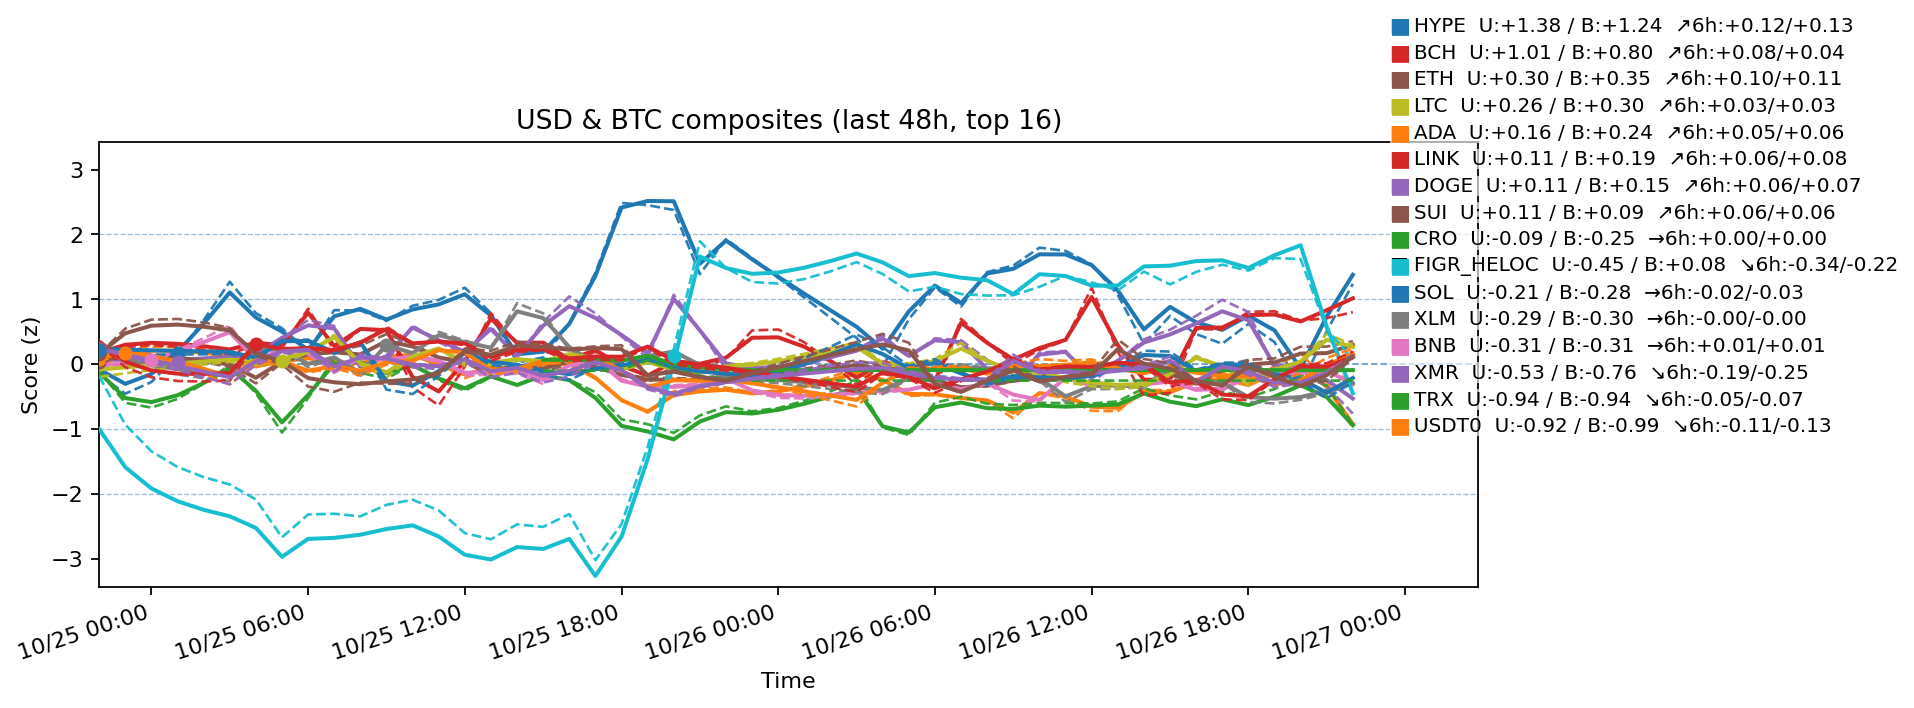 HYPE  U:+1.38 / B:+1.24  ↗6h:+0.12/+0.13
BCH  U:+1.01 / B:+0.80  ↗6h:+0.08/+0.04
ETH  U:+0.30 / B:+0.35  ↗6h:+0.10/+0.11
LTC  U:+0.26 / B:+0.30  ↗6h:+0.03/+0.03
ADA  U:+0.16 / B:+0.24  ↗6h:+0.05/+0.06
LINK  U:+0.11 / B:+0.19  ↗6h:+0.06/+0.08
DOGE  U:+0.11 / B:+0.15  ↗6h:+0.06/+0.07
SUI  U:+0.11 / B:+0.09  ↗6h:+0.06/+0.06
CRO  U:-0.09 / B:-0.25  →6h:+0.00/+0.00
FIGR_HELOC  U:-0.45 / B:+0.08  ↘6h:-0.34/-0.22
SOL  U:-0.21 / B:-0.28  →6h:-0.02/-0.03
XLM  U:-0.29 / B:-0.30  →6h:-0.00/-0.00
BNB  U:-0.31 / B:-0.31  →6h:+0.01/+0.01
XMR  U:-0.53 / B:-0.76  ↘6h:-0.19/-0.25
TRX  U:-0.94 / B:-0.94  ↘6h:-0.05/-0.07
USDT0  U:-0.92 / B:-0.99  ↘6h:-0.11/-0.13
USD & BTC composites (last 48h, top 16)
Score (z)
3
2
1
0
−1
−2
−3
10/25 00:00
10/25 06:00
10/25 12:00
10/25 18:00
10/26 00:00
10/26 06:00
10/26 12:00
10/26 18:00
10/27 00:00
Time